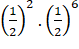 (1/2)² · (1/2)⁶